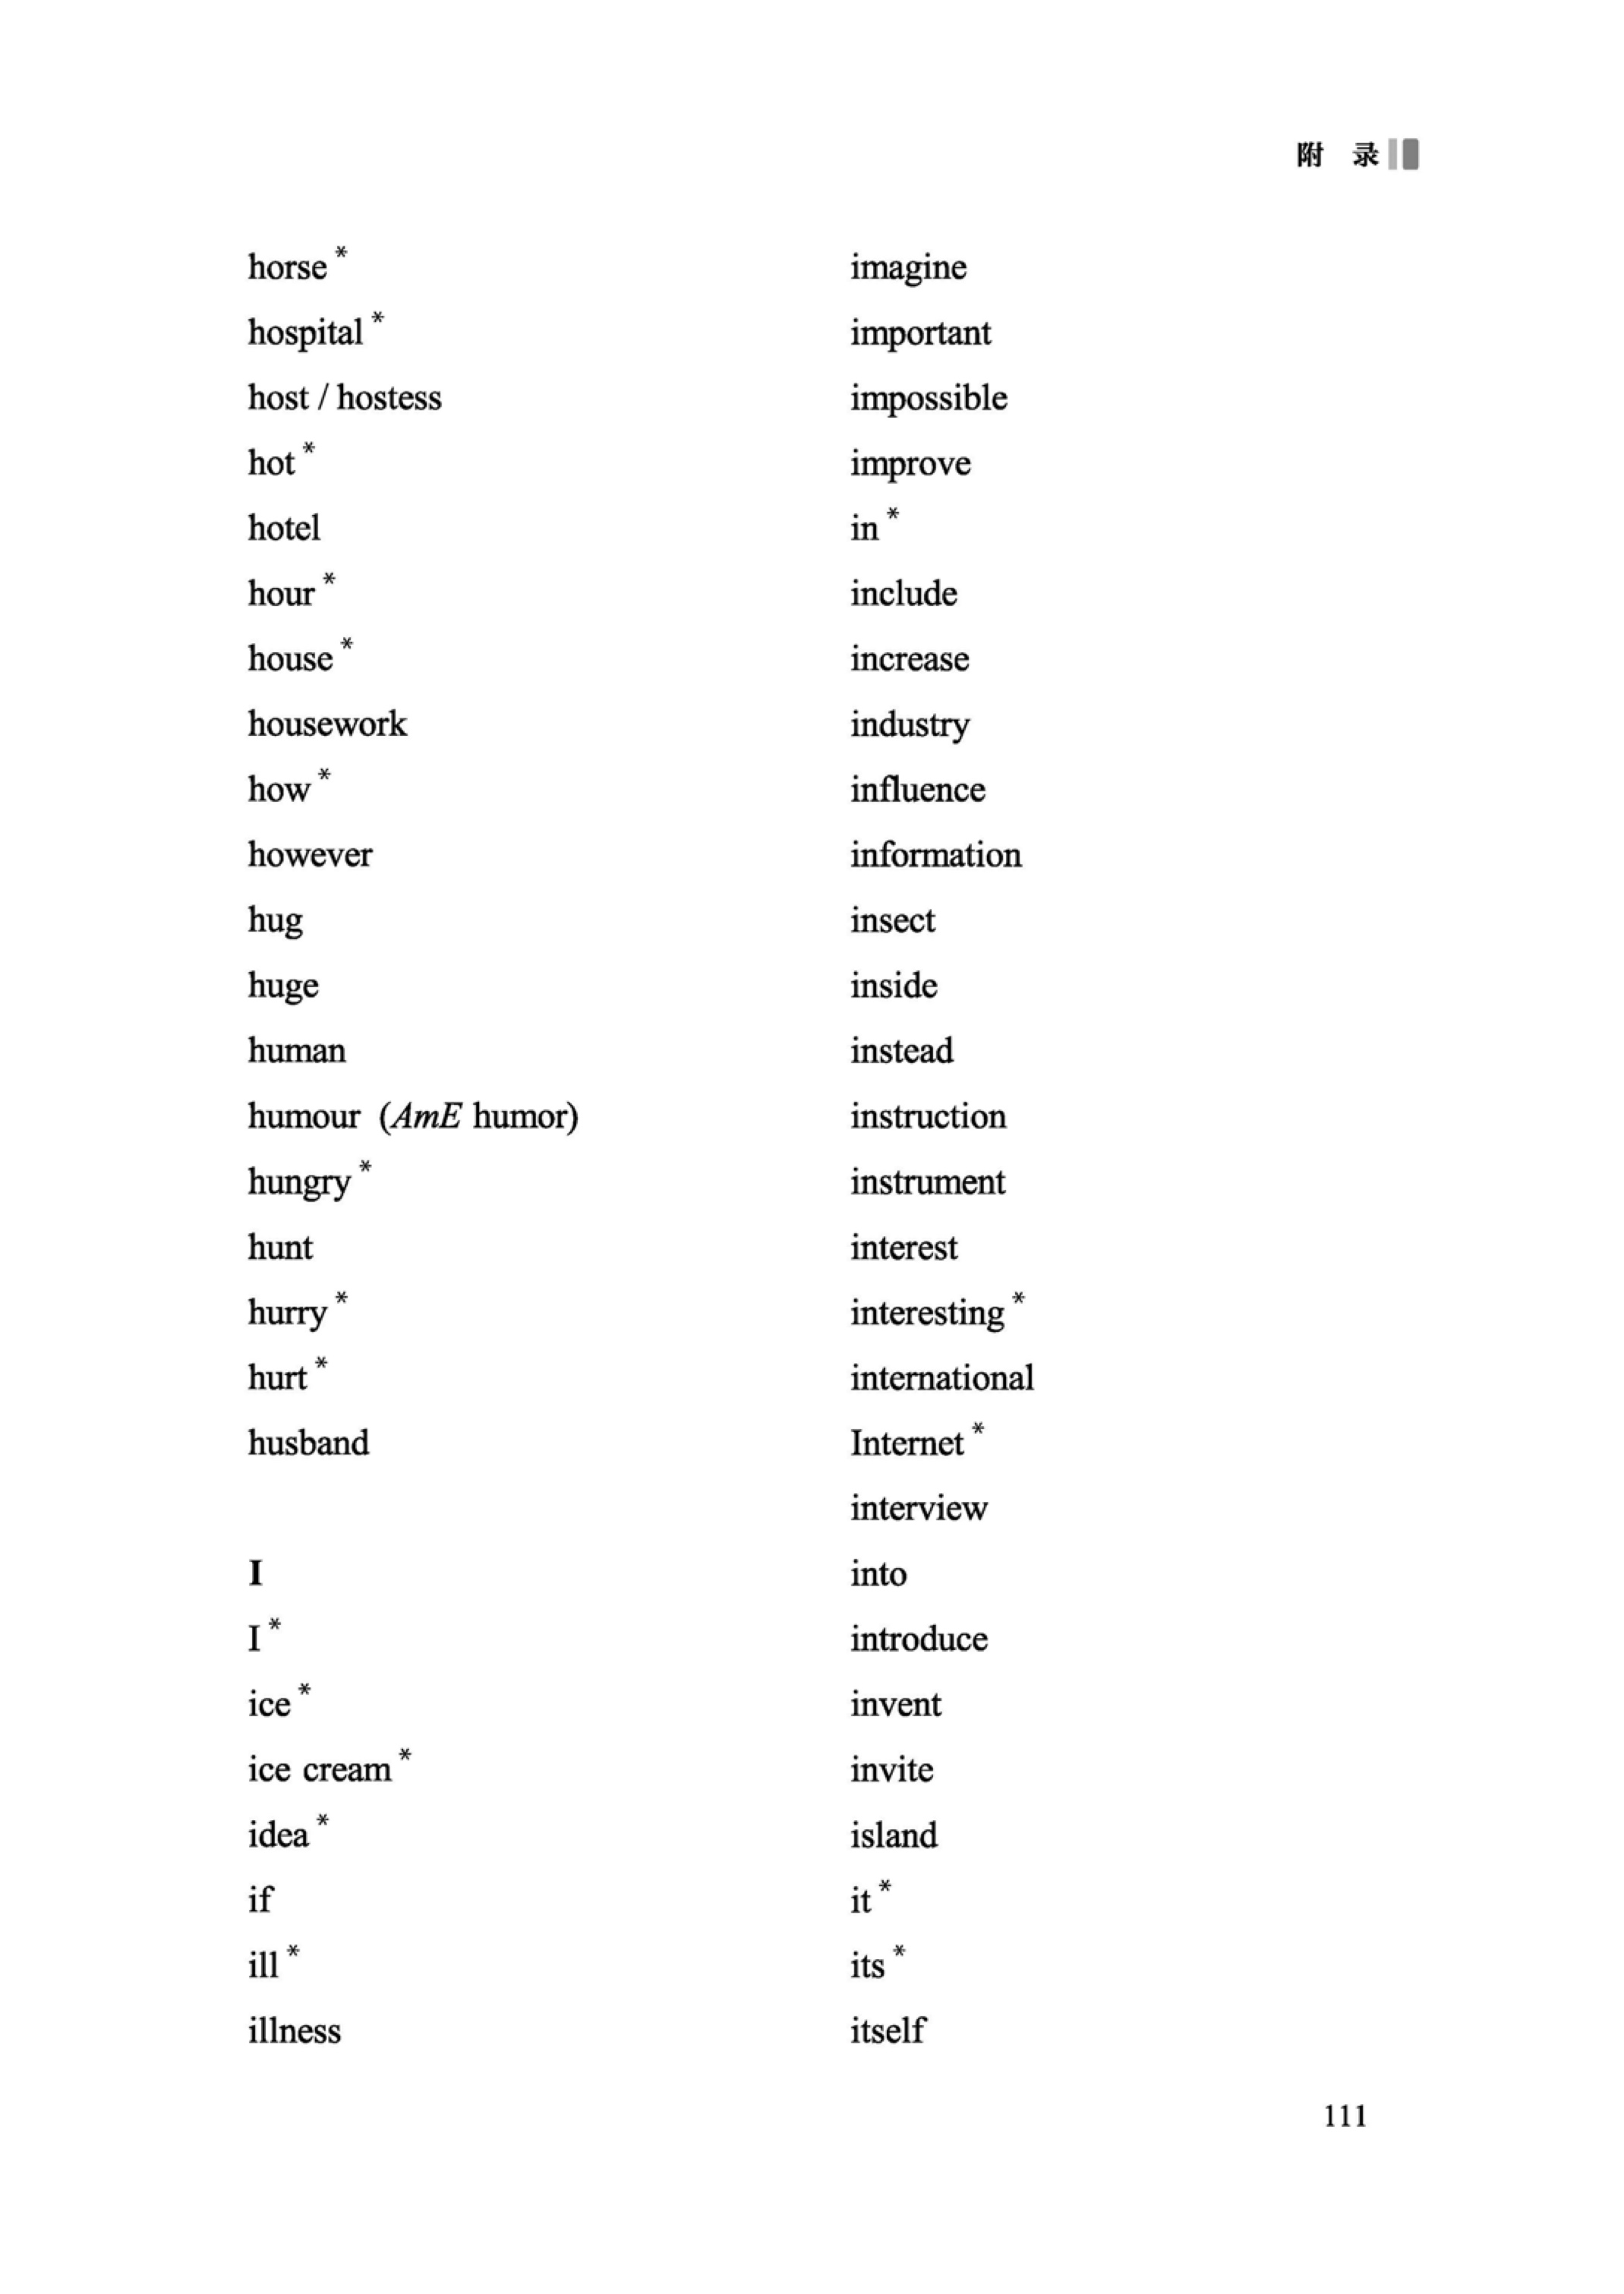 附 录
horse *
hospital *
host / hostess
hot *
hotel
hour *
house *
housework
how *
however
hug
huge
human
humour (AmE humor)
hungry *
hunt
hurry *
hurt *
husband
I
I *
ice *
ice cream *
idea *
if
ill *
illness
imagine
important
impossible
improve
in *
include
increase
industry
influence
information
insect
inside
instead
instruction
instrument
interest
interesting *
international
Internet *
interview
into
introduce
invent
invite
island
it *
its *
itself
111